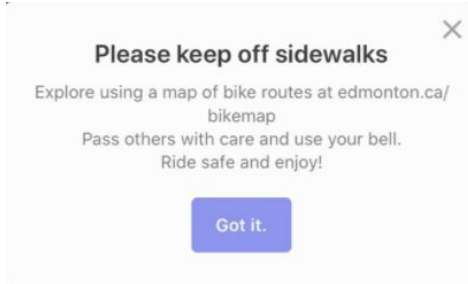 Please keep off sidewalks
Explore using a map of bike routes at edmonton.ca/
bikemap
Pass others with care and use your bell.
Ride safe and enjoy!
Got it.